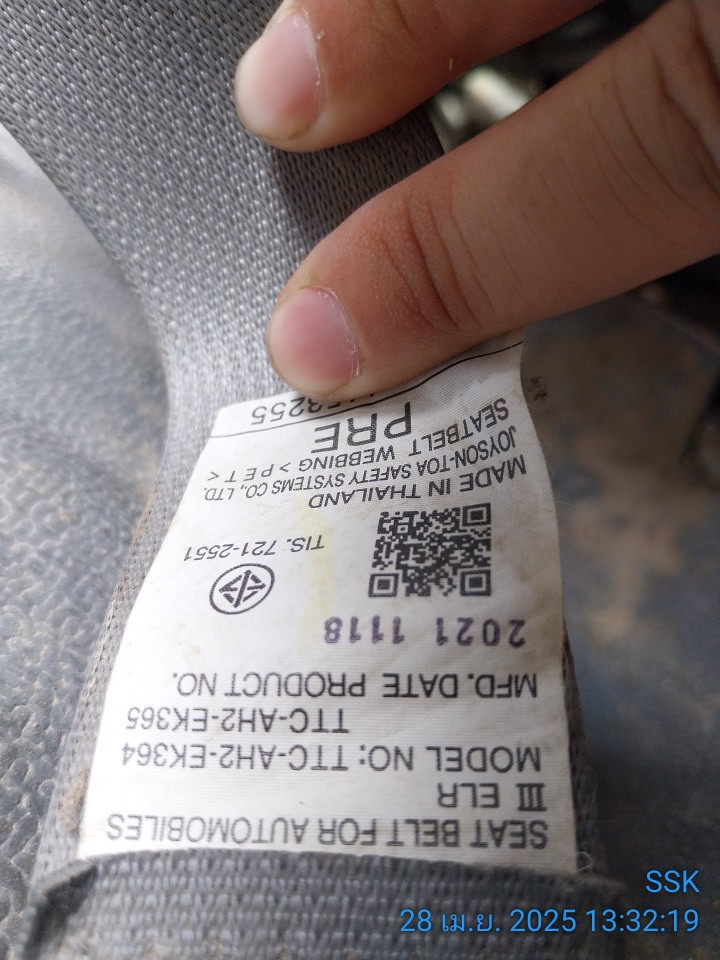 SEAT BELT FOR AUTOMOBILES
III ELR
MODEL NO: TTC-AH2-EK364
TTC-AH2-EK365
MFD. DATE PRODUCT NO.
2021 1118
TIS. 721-2551
MADE IN THAILAND
JOYSON-TOA SAFETY SYSTEMS CO., LTD.
SEATBELT WEBBING > P E T <
PRE
SSK
28 เม.ย. 2025 13:32:19